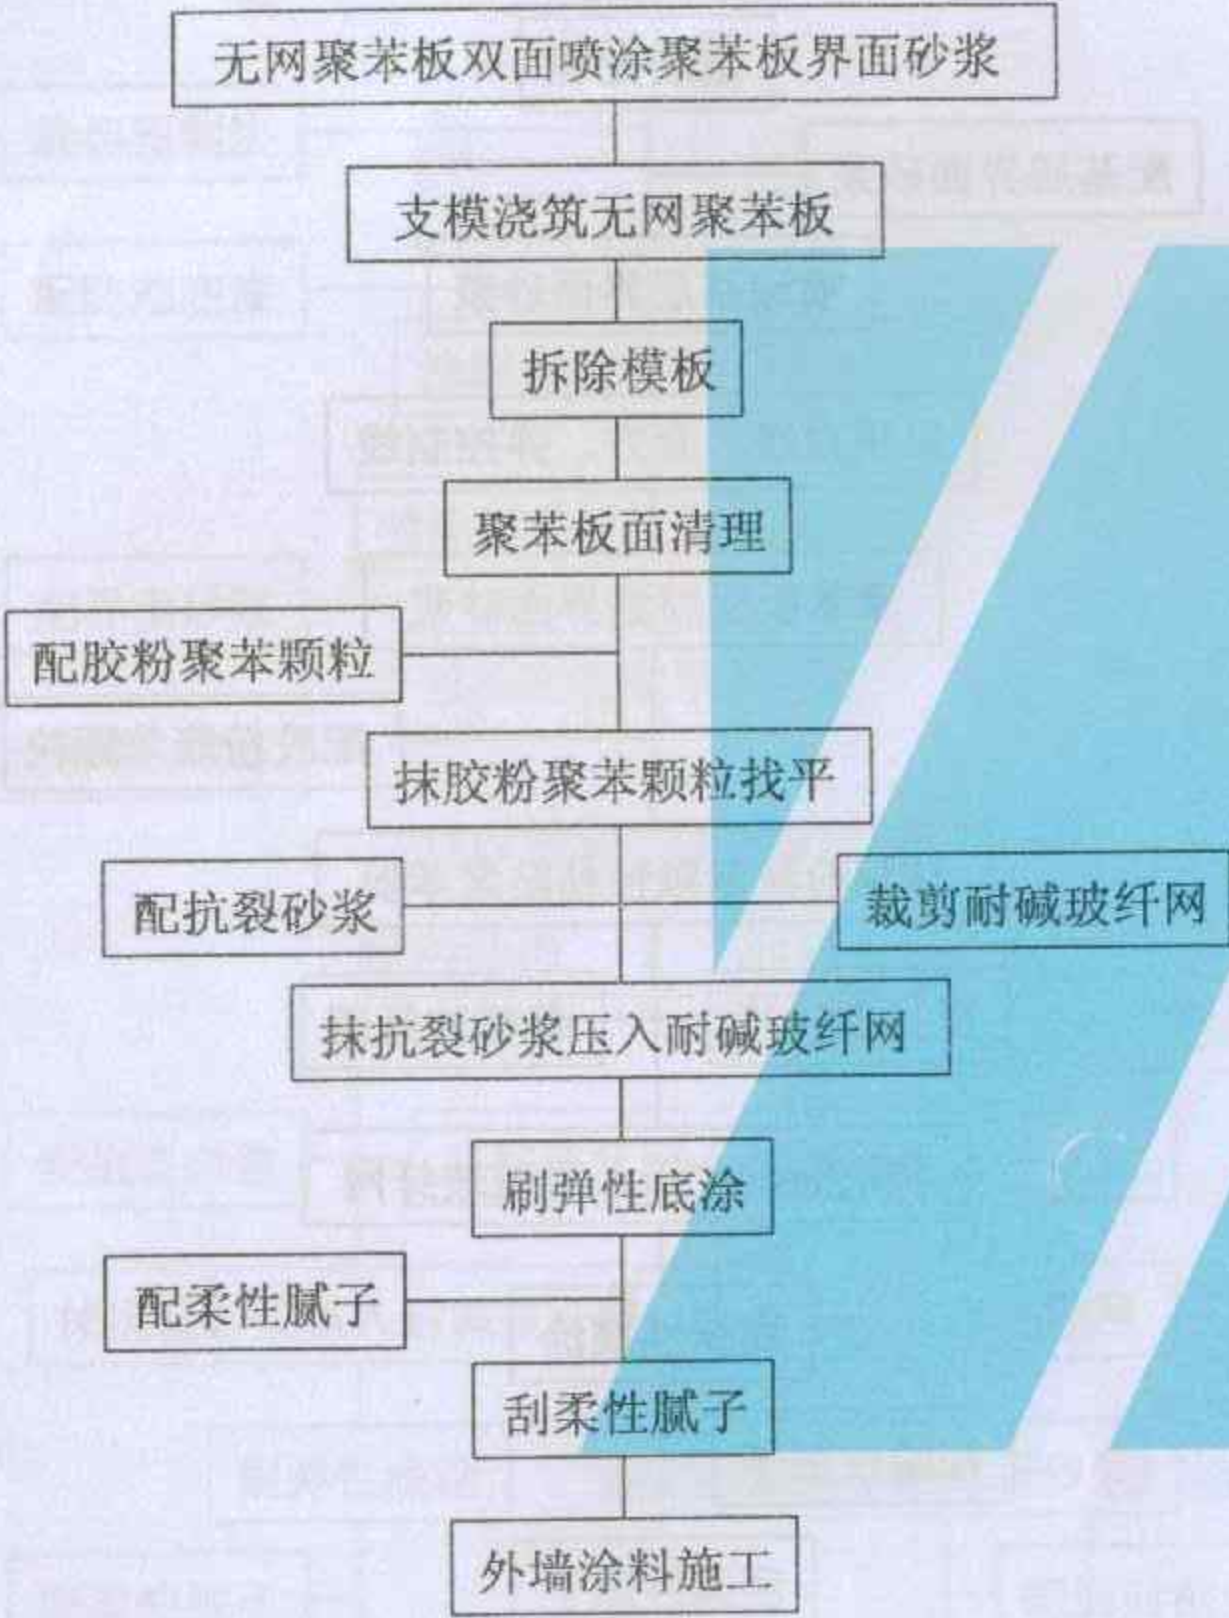 无网聚苯板双面喷涂聚苯板界面砂浆
支模浇筑无网聚苯板
拆除模板
聚苯板面清理
配胶粉聚苯颗粒
抹胶粉聚苯颗粒找平
配抗裂砂浆
裁剪耐碱玻纤网
抹抗裂砂浆压入耐碱玻纤网
刷弹性底涂
配柔性腻子
刮柔性腻子
外墙涂料施工